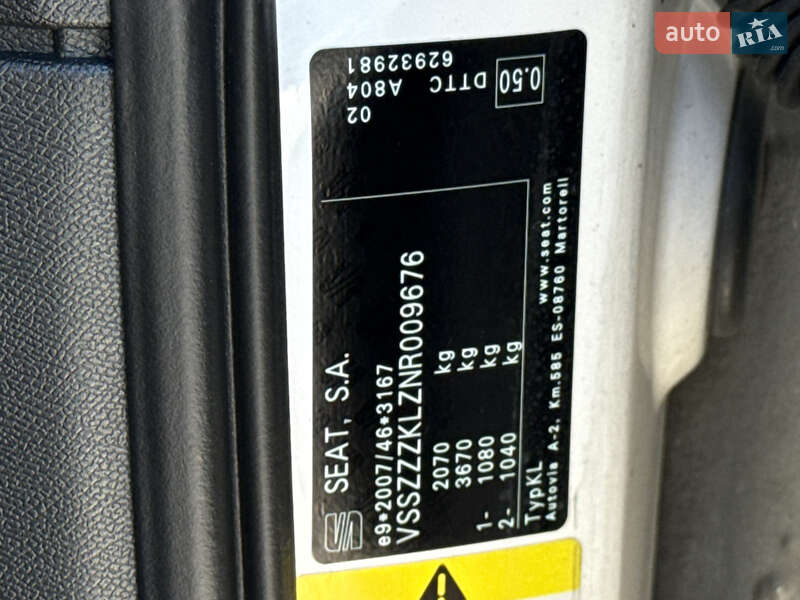 SEAT, S.A.
e9*2007/46*3167
VSSZZZKLZNR009676
2070 kg
3670 kg
1- 1080 kg
2- 1040 kg
TypKL www.seat.com
Autovia A-2, Km.585 ES-08760 Martorell
62932981
A804 02
DTTC
0.50
auto RIA .com